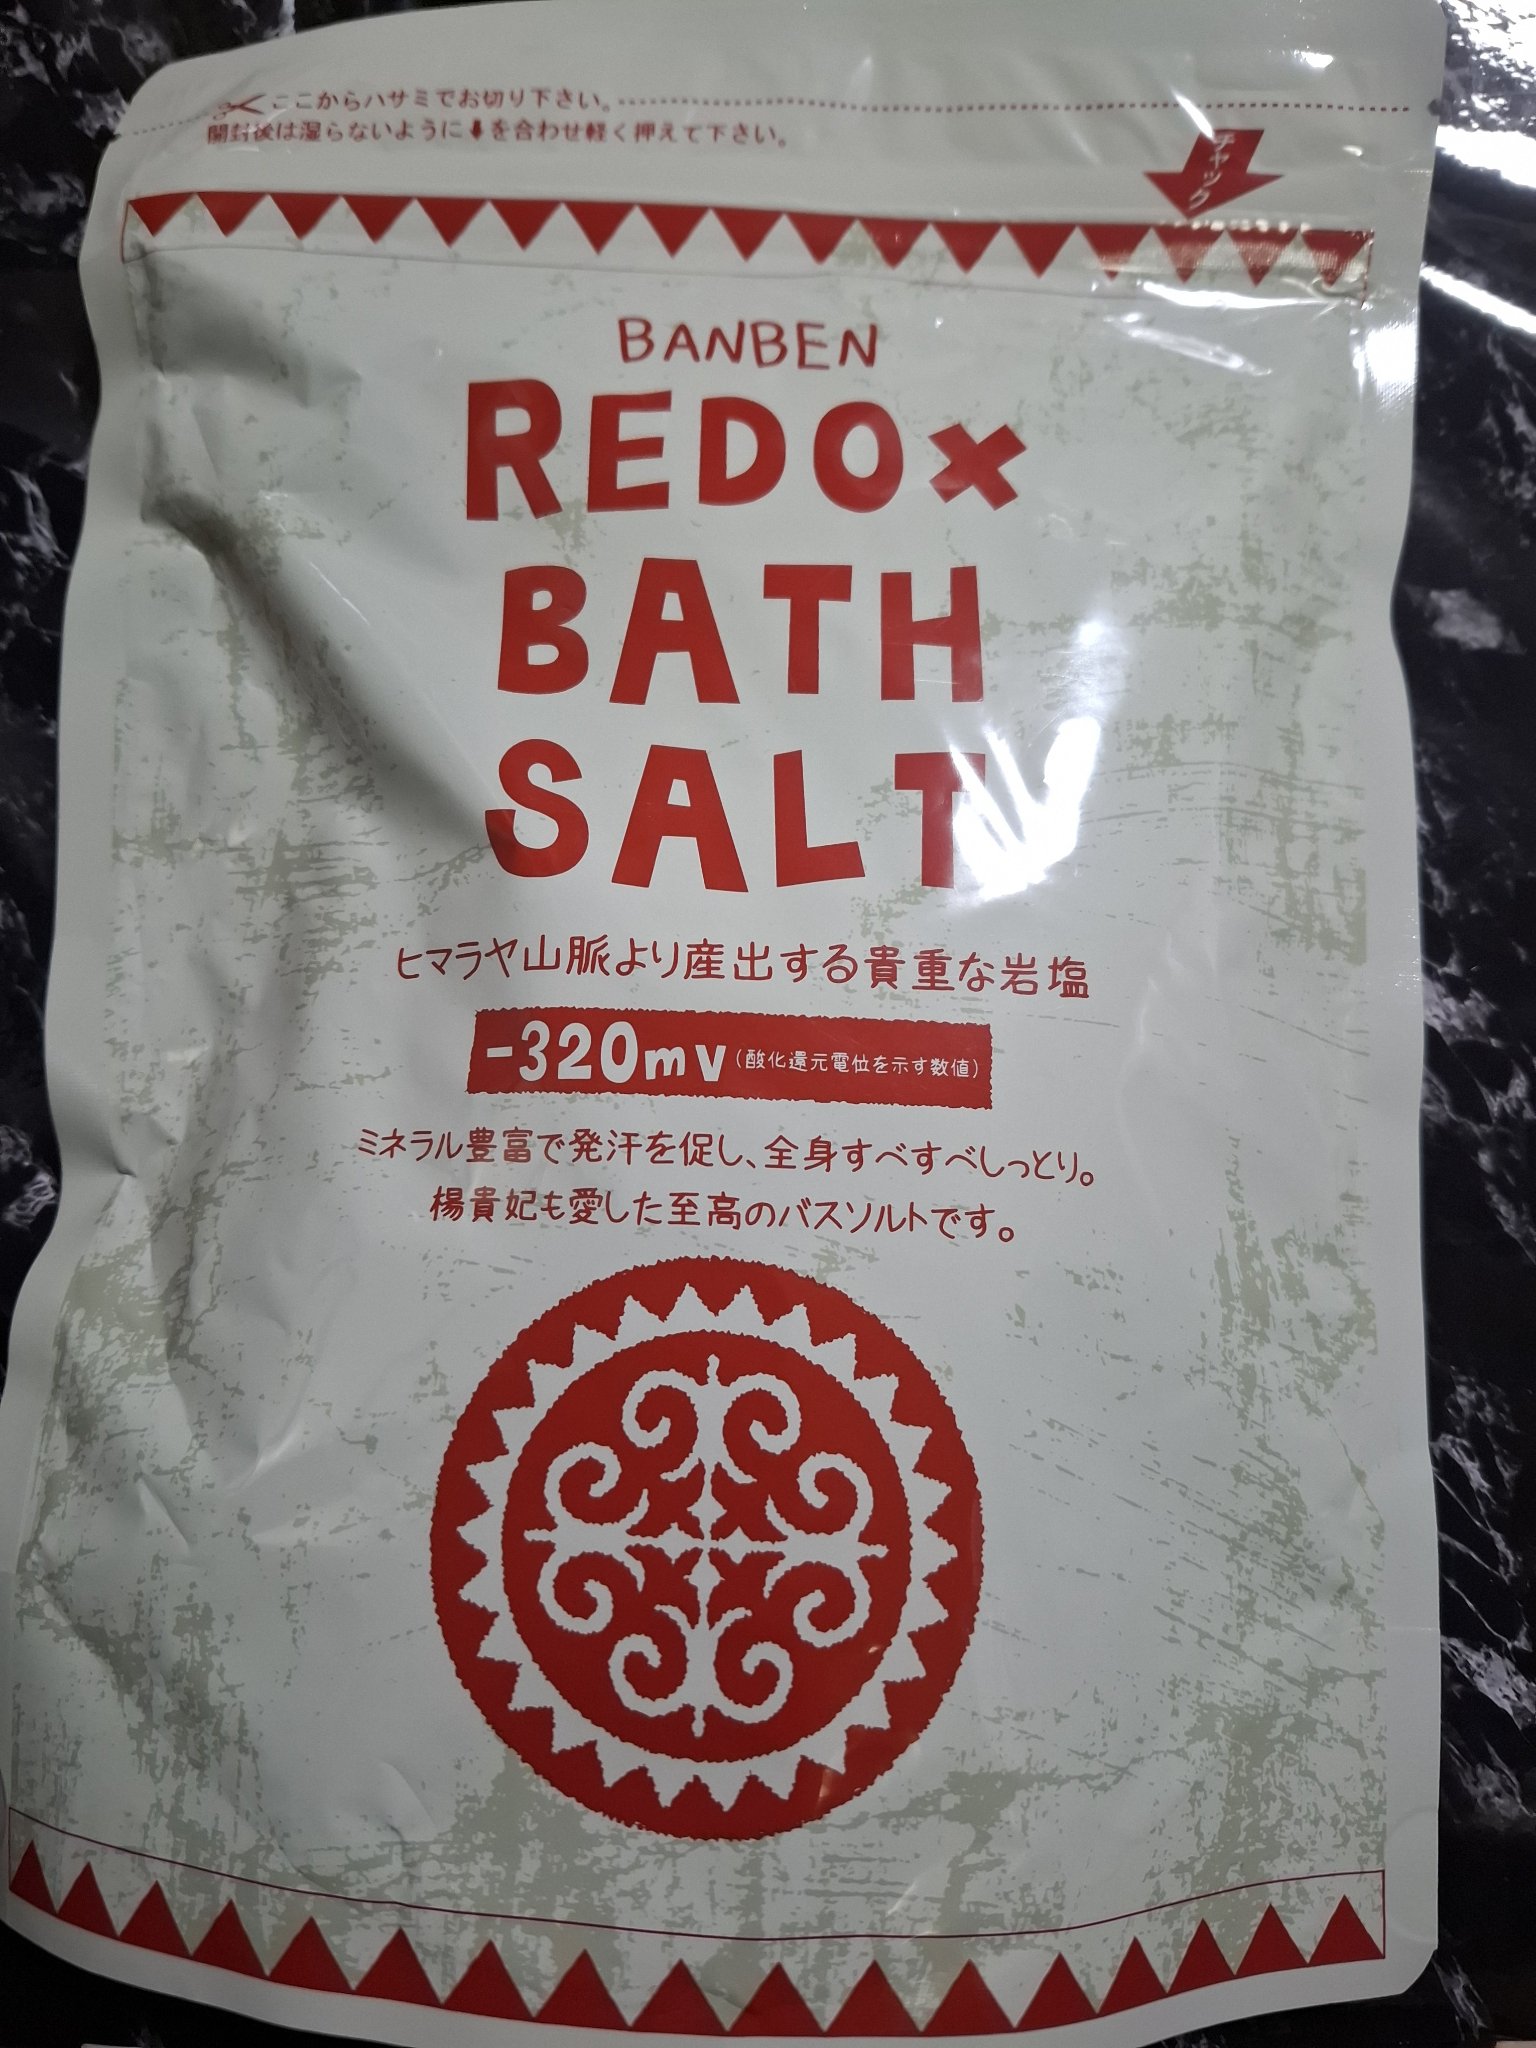 ここからハサミでお切り下さい。
開封後は湿らないように⬇を合わせ軽く押えて下さい。
チャック
BANBEN
REDOX
BATH
SALT
ヒマラヤ山脈より産出する貴重な岩塩
-320mv(酸化還元電位を示す数値)
ミネラル豊富で発汗を促し、全身すべすべしっとり。
楊貴妃も愛した至高のバスソルトです。